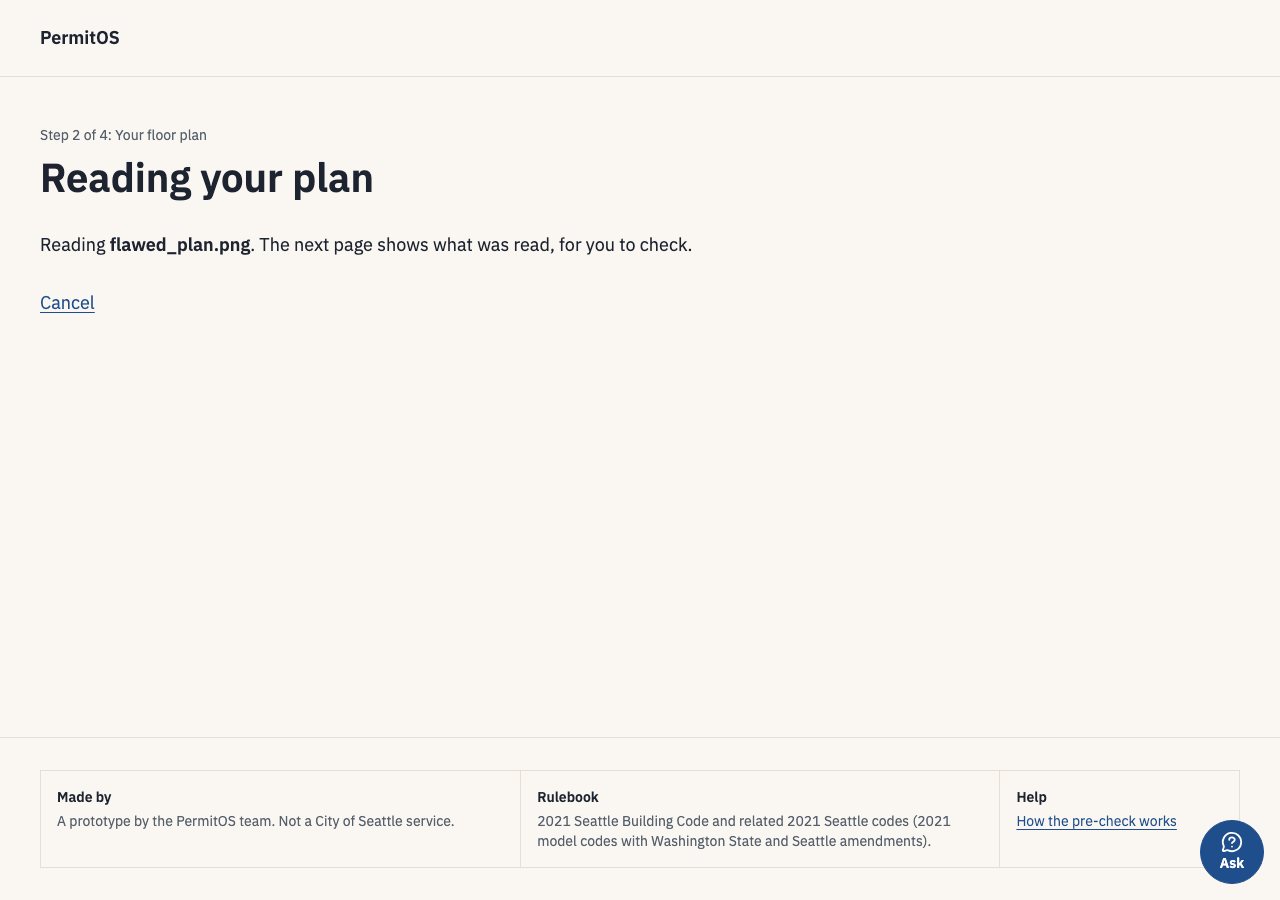 PermitOS
Step 2 of 4: Your floor plan
Reading your plan
Reading flawed_plan.png. The next page shows what was read, for you to check.
Cancel
Made by
A prototype by the PermitOS team. Not a City of Seattle service.
Rulebook
2021 Seattle Building Code and related 2021 Seattle codes (2021
model codes with Washington State and Seattle amendments).
Help
How the pre-check works
Ask